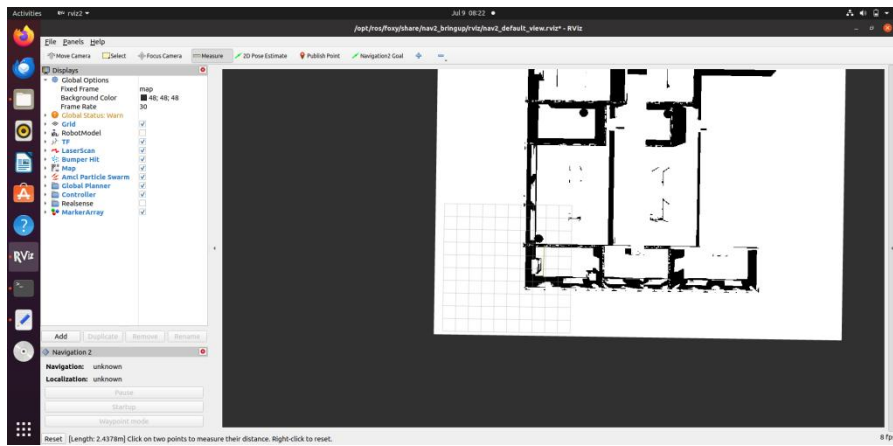 Activities
rviz2
Jul 9 08:22
/opt/ros/foxy/share/nav2_bringup/rviz/nav2_default_view.rviz* - RViz
File Panels Help
Move Camera Select Focus Camera Measure 2D Pose Estimate Publish Point Navigation2 Goal
Displays
Global Options
Fixed Frame map
Background Color 48; 48; 48
Frame Rate 30
Global Status: Warn
Grid
RobotModel
TF
LaserScan
Bumper Hit
Map
Amcl Particle Swarm
Global Planner
Controller
Realsense
MarkerArray
RViz
Add Duplicate Remove Rename
Navigation 2
Navigation: unknown
Localization: unknown
Pause
Startup
Waypoint mode
Reset [Length: 2.4378m] Click on two points to measure their distance. Right-click to reset.
8 fp